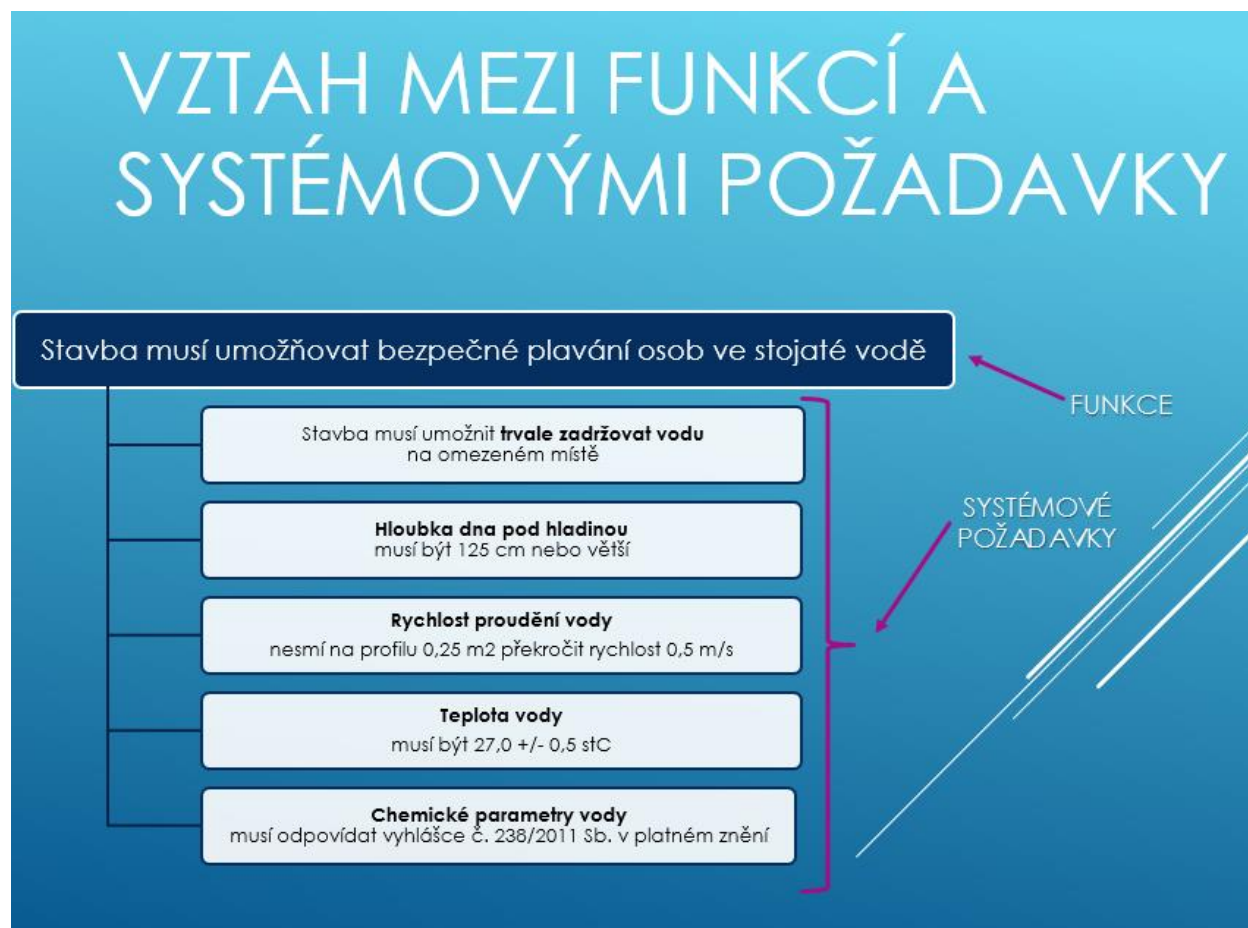 VZTAH MEZI FUNKCÍ A
SYSTÉMOVÝMI POŽADAVKY
Stavba musí umožňovat bezpečné plavání osob ve stojaté vodě
FUNKCE
Stavba musí umožnit trvale zadržovat vodu
na omezeném místě
Hloubka dna pod hladinou
musí být 125 cm nebo větší
SYSTÉMOVÉ
POŽADAVKY
Rychlost proudění vody
nesmí na profilu 0,25 m2 překročit rychlost 0,5 m/s
Teplota vody
musí být 27,0 +/- 0,5 stC
Chemické parametry vody
musí odpovídat vyhlášce č. 238/2011 Sb. v platném znění